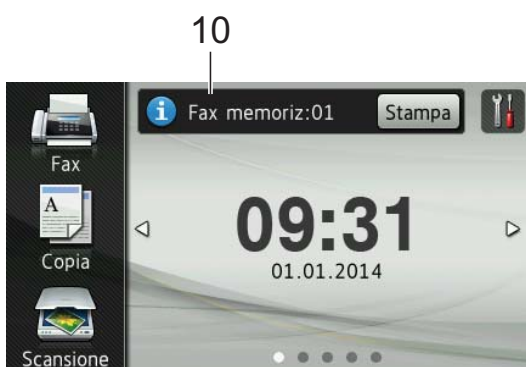 10
Fax memoriz:01 Stampa
Fax
A
Copia
Scansione
09:31
01.01.2014